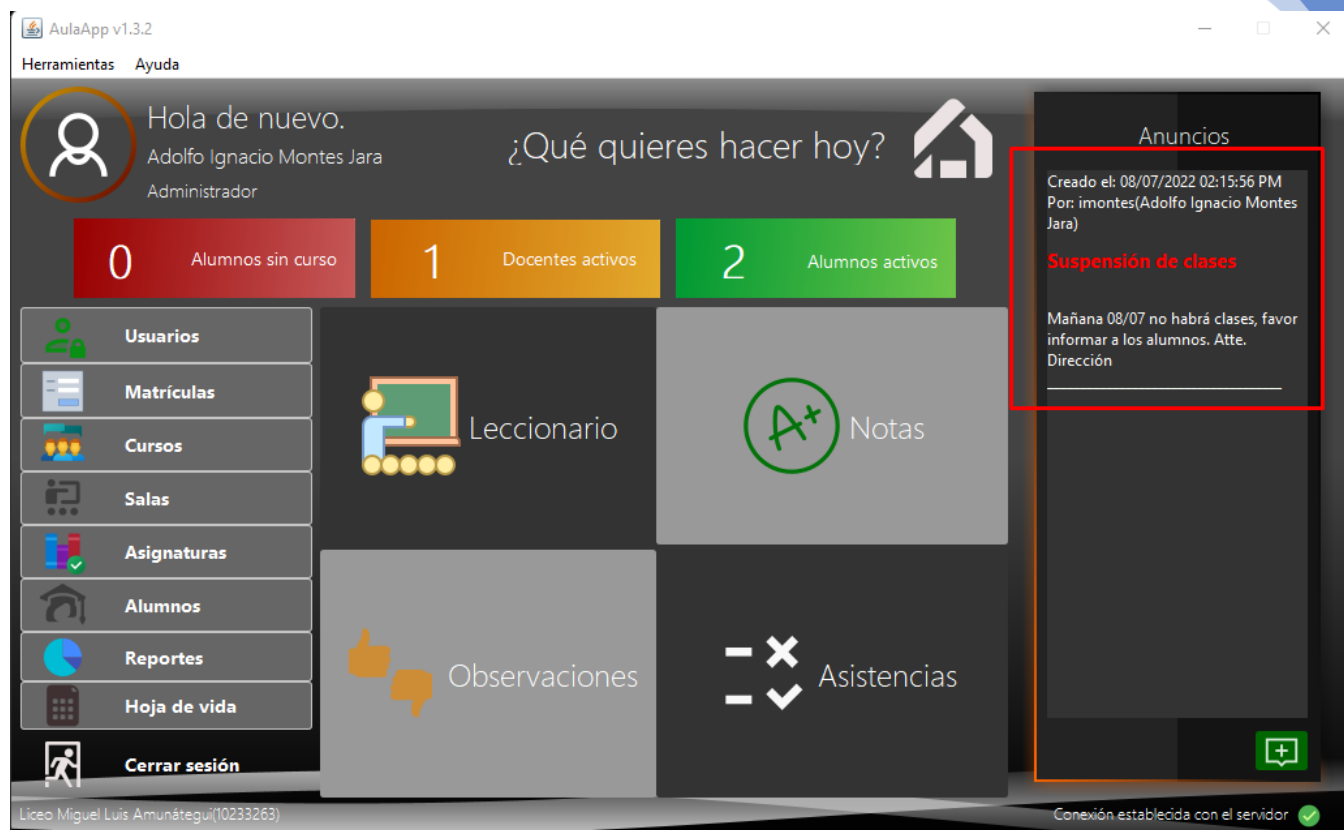 AulaApp v1.3.2
Herramientas Ayuda
Hola de nuevo.
Adolfo Ignacio Montes Jara
Administrador
¿Qué quieres hacer hoy?
0 Alumnos sin curso
1 Docentes activos
2 Alumnos activos
Usuarios
Matrículas
Cursos
Salas
Asignaturas
Alumnos
Reportes
Hoja de vida
Cerrar sesión
Leccionario
A+ Notas
Observaciones
Asistencias
Anuncios
Creado el: 08/07/2022 02:15:56 PM
Por: imontes(Adolfo Ignacio Montes
Jara)
Suspensión de clases
Mañana 08/07 no habrá clases, favor
informar a los alumnos. Atte.
Dirección
Liceo Miguel Luis Amunátegui(10233263)
Conexión establecida con el servidor